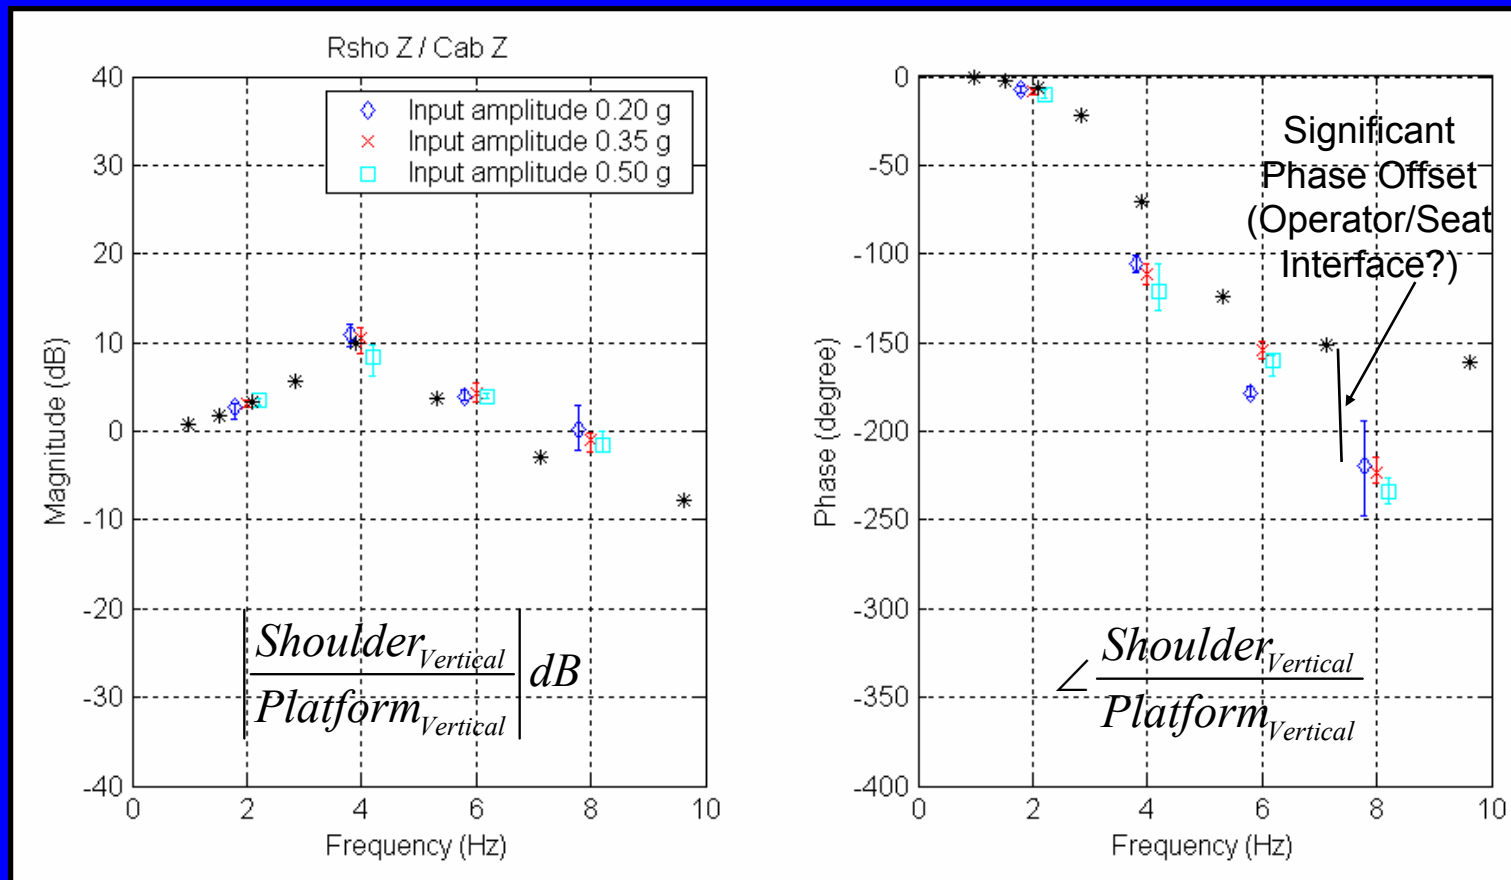 Rsho Z / Cab Z
40
30
20
10
0
-10
-20
-30
-40
Magnitude (dB)
Input amplitude 0.20 g
Input amplitude 0.35 g
Input amplitude 0.50 g
|Shoulder_Vertical
Platform_Vertical| dB
0 2 4 6 8 10
Frequency (Hz)
0
-50
-100
-150
-200
-250
-300
-350
-400
Phase (degree)
Significant
Phase Offset
(Operator/Seat
Interface?)
∠ Shoulder_Vertical
Platform_Vertical
0 2 4 6 8 10
Frequency (Hz)